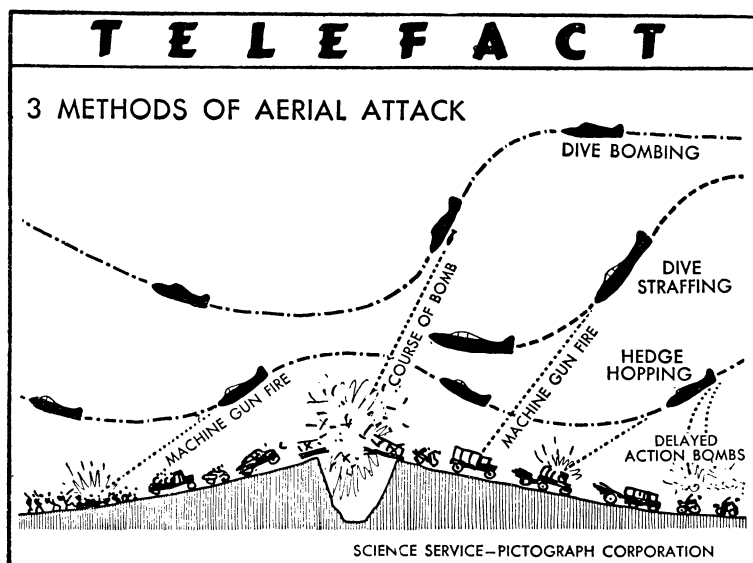 TELEFACT
3 METHODS OF AERIAL ATTACK
DIVE BOMBING
DIVE
STRAFFING
COURSE OF BOMB
MACHINE GUN FIRE
HEDGE
HOPPING
MACHINE GUN FIRE
DELAYED
ACTION BOMBS
SCIENCE SERVICE–PICTOGRAPH CORPORATION